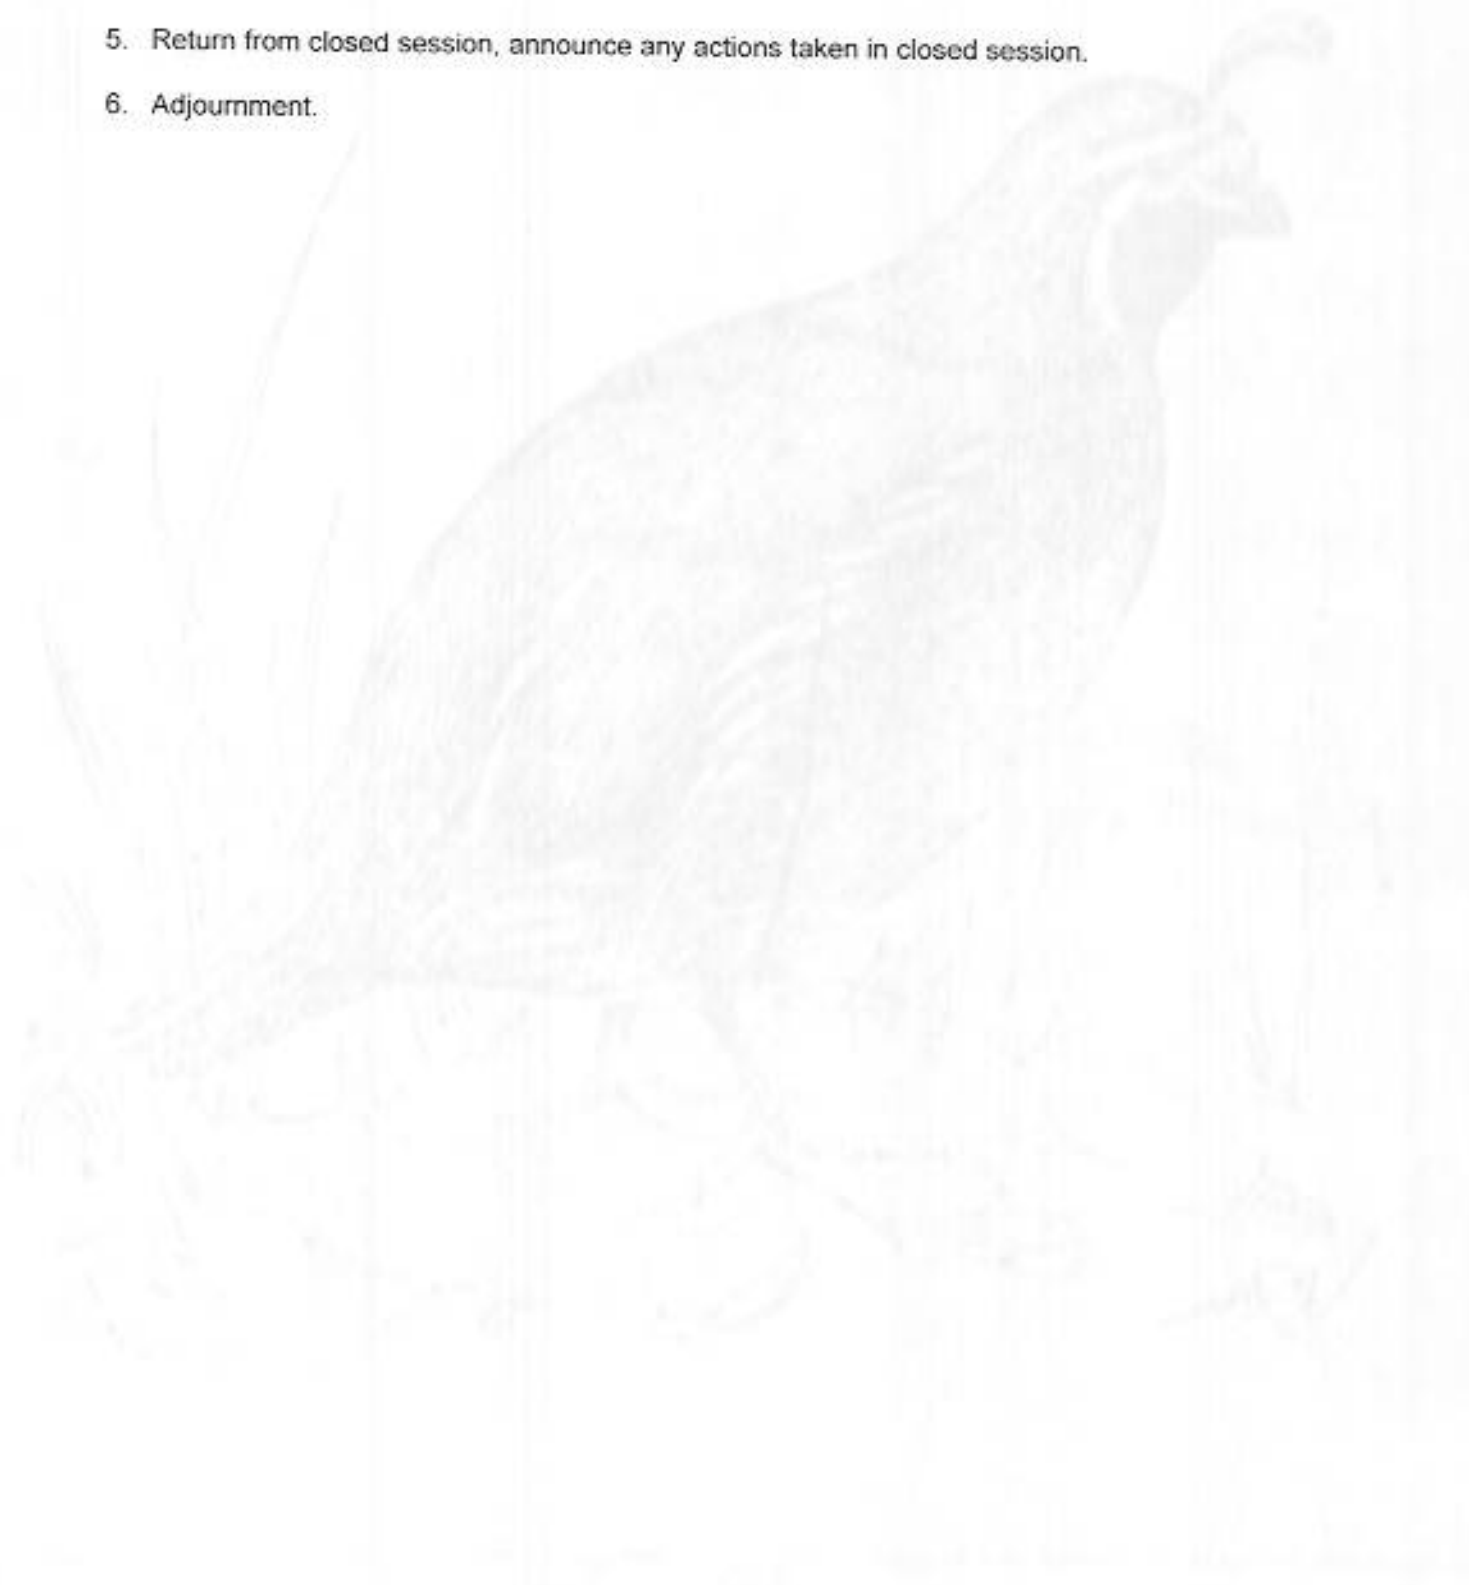 5. Return from closed session, announce any actions taken in closed session.
6. Adjournment.